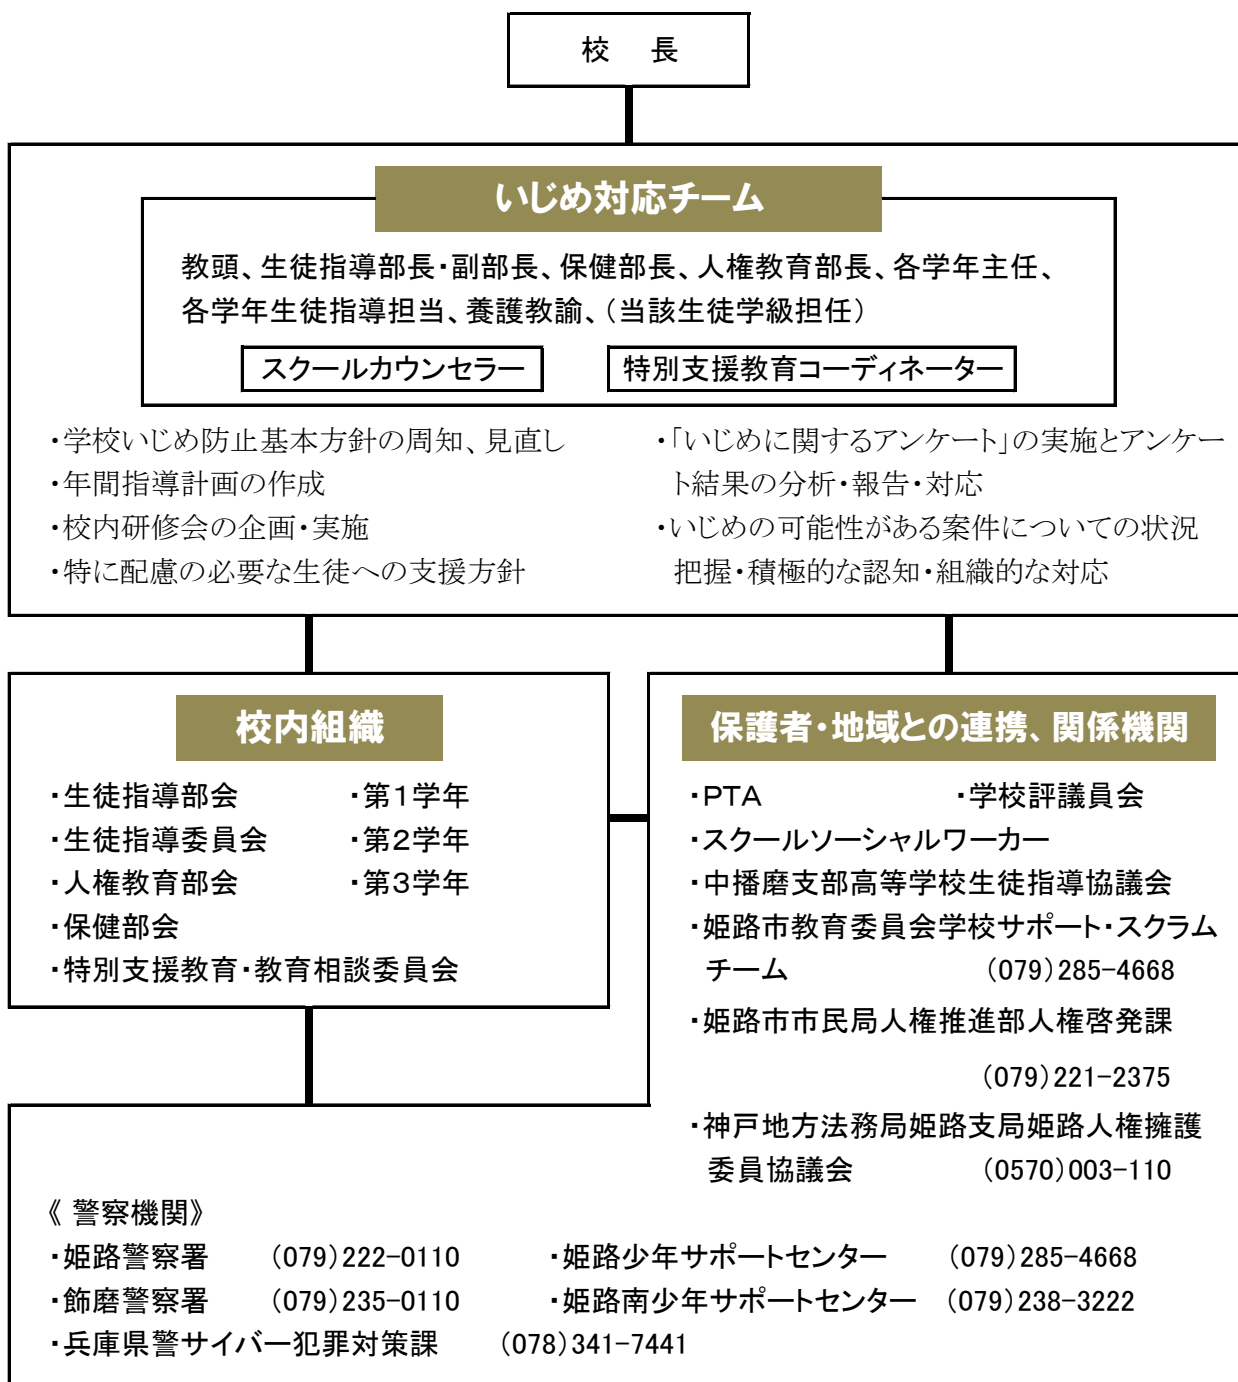 校 長
いじめ対応チーム
教頭、生徒指導部長・副部長、保健部長、人権教育部長、各学年主任、
各学年生徒指導担当、養護教諭、（当該生徒学級担任）
スクールカウンセラー
特別支援教育コーディネーター
・学校いじめ防止基本方針の周知、見直し
・年間指導計画の作成
・校内研修会の企画・実施
・特に配慮の必要な生徒への支援方針
・「いじめに関するアンケート」の実施とアンケー
ト結果の分析・報告・対応
・いじめの可能性がある案件についての状況
把握・積極的な認知・組織的な対応
校内組織
・生徒指導部会 ・第1学年
・生徒指導委員会 ・第2学年
・人権教育部会 ・第3学年
・保健部会
・特別支援教育・教育相談委員会
保護者・地域との連携、関係機関
・PTA ・学校評議員会
・スクールソーシャルワーカー
・中播磨支部高等学校生徒指導協議会
・姫路市教育委員会学校サポート・スクラム
チーム （079）285-4668
・姫路市市民局人権推進部人権啓発課
（079）221-2375
・神戸地方法務局姫路支局姫路人権擁護
委員協議会 （0570）003-110
《 警察機関》
・姫路警察署 （079）222-0110 ・姫路少年サポートセンター （079）285-4668
・飾磨警察署 （079）235-0110 ・姫路南少年サポートセンター （079）238-3222
・兵庫県警サイバー犯罪対策課 （078）341-7441